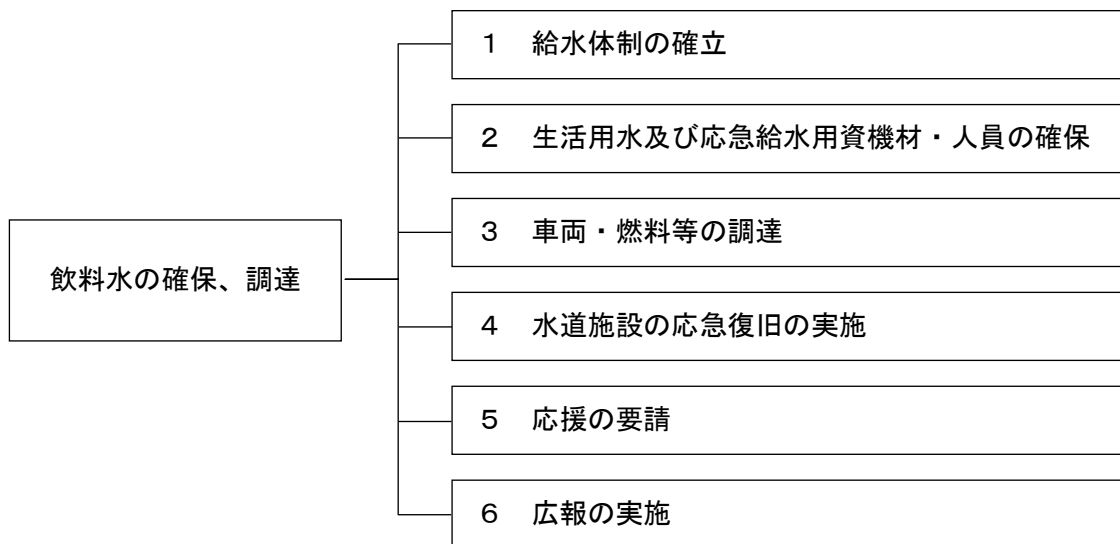 1　給水体制の確立
2　生活用水及び応急給水用資機材・人員の確保
3　車両・燃料等の調達
飲料水の確保、調達
4　水道施設の応急復旧の実施
5　応援の要請
6　広報の実施